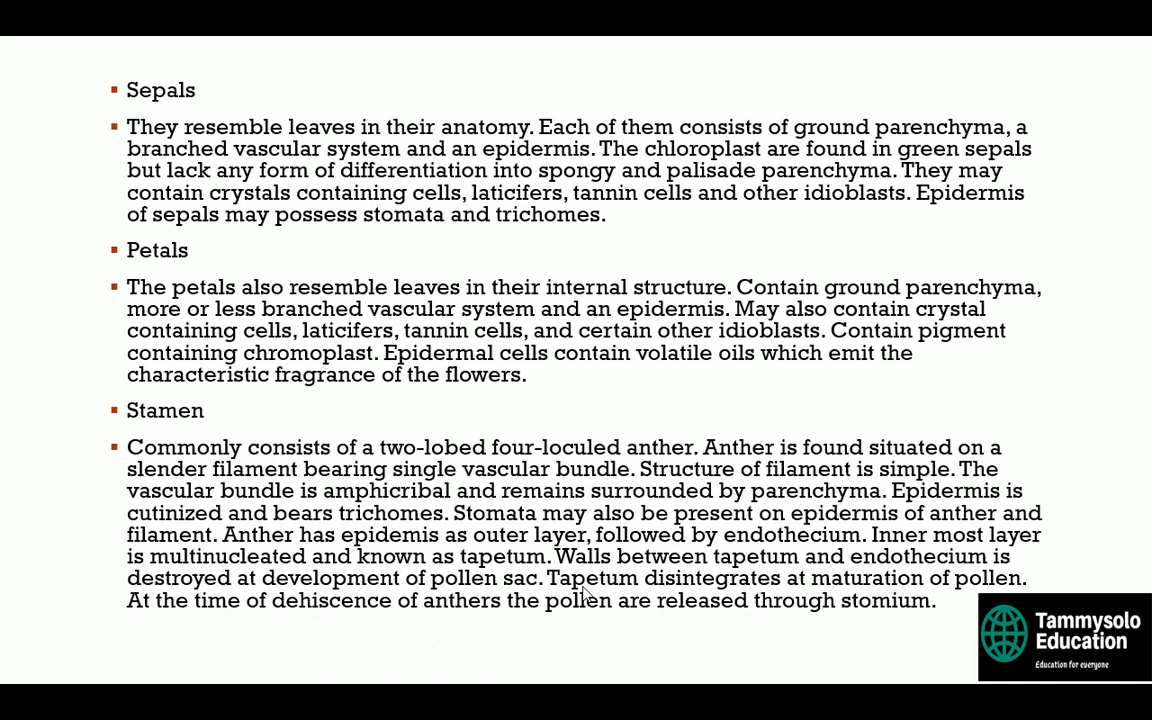 Sepals
They resemble leaves in their anatomy. Each of them consists of ground parenchyma, a
branched vascular system and an epidermis. The chloroplast are found in green sepals
but lack any form of differentiation into spongy and palisade parenchyma. They may
contain crystals containing cells, laticifers, tannin cells and other idioblasts. Epidermis
of sepals may possess stomata and trichomes.
Petals
The petals also resemble leaves in their internal structure. Contain ground parenchyma,
more or less branched vascular system and an epidermis. May also contain crystal
containing cells, laticifers, tannin cells, and certain other idioblasts. Contain pigment
containing chromoplast. Epidermal cells contain volatile oils which emit the
characteristic fragrance of the flowers.
Stamen
Commonly consists of a two-lobed four-loculed anther. Anther is found situated on a
slender filament bearing single vascular bundle. Structure of filament is simple. The
vascular bundle is amphicribal and remains surrounded by parenchyma. Epidermis is
cutinized and bears trichomes. Stomata may also be present on epidermis of anther and
filament. Anther has epidemis as outer layer, followed by endothecium. Inner most layer
is multinucleated and known as tapetum. Walls between tapetum and endothecium is
destroyed at development of pollen sac. Tapetum disintegrates at maturation of pollen.
At the time of dehiscence of anthers the pollen are released through stomium.
Tammysolo
Education
Education for everyone